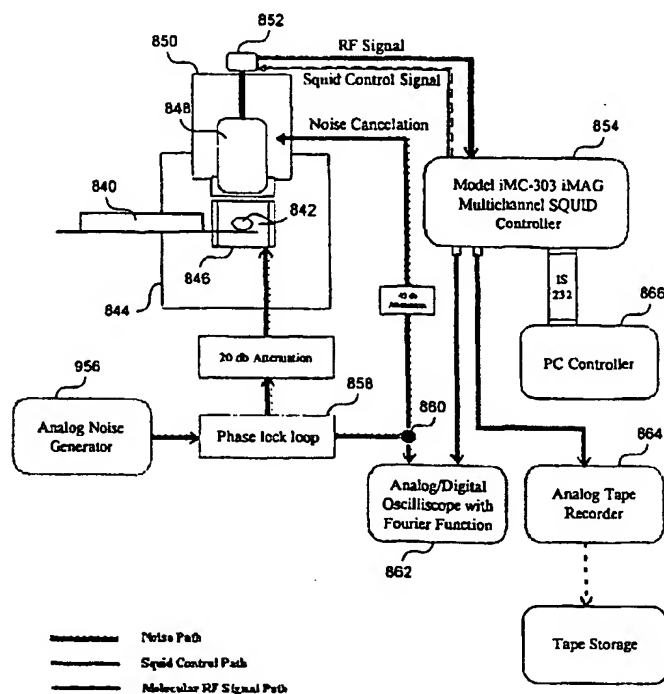 852
RF Signal
850
Squid Control Signal
848
Noise Cancelation
854
Model iMC-303 iMAG
Multichannel SQUID
Controller
840
842
846
844
IS
232
866
PC Controller
20 db Attenuation
956
858
860
864
Analog Noise
Generator
Phase lock loop
Analog/Digital
Oscilliscope with
Fourier Function
862
Analog Tape
Recorder
Tape Storage
Noise Path
Squid Control Path
Molecular RF Signal Path